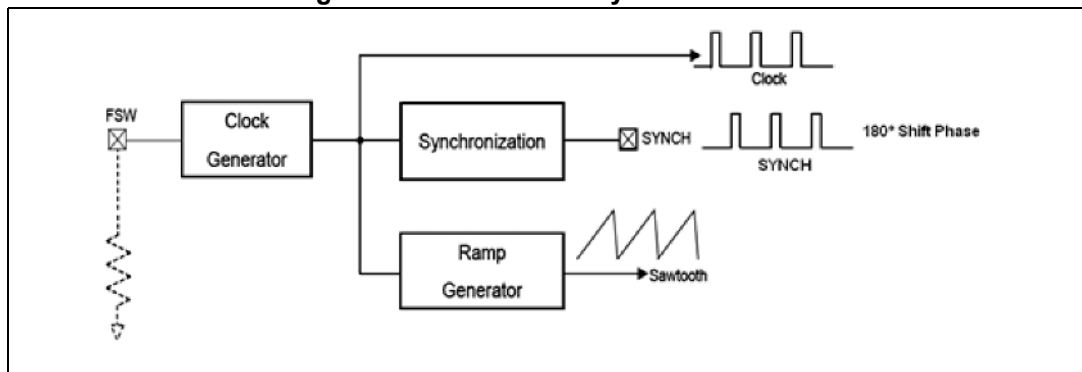 FSW
Clock
Generator
Synchronization
Ramp
Generator
Clock
SYNCH
SYNCH
180° Shift Phase
Sawtooth